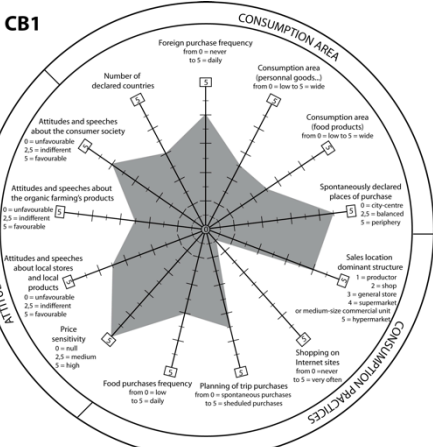 CB1
CONSUMPTION AREA
Foreign purchase frequency
from 0 = never
to 5 = daily
Number of
declared countries
Consumption area
(personnal goods...)
from 0 = low to 5 = wide
Attitudes and speeches
about the consumer society
0 = unfavourable
2,5 = indifferent
5 = favourable
Consumption area
(food products)
from 0 = low to 5 = wide
Attitudes and speeches about
the organic farming's products
0 = unfavourable
2,5 = indifferent
5 = favourable
Spontaneously declared
places of purchase
0 = city-centre
2,5 = balanced
5 = periphery
Attitudes and speeches
about local stores
and local
products
0 = unfavourable
2,5 = indifferent
5 = favourable
Sales location
dominant structure
1 = productor
2 = shop
3 = general store
4 = supermarket
or medium-size commercial unit
5 = hypermarket
Price
sensitivity
0 = null
2,5 = medium
5 = high
Shopping on
Internet sites
from 0 =never
to 5 = very often
Food purchases frequency
from 0 = low
to 5 = daily
Planning of trip purchases
from 0 = spontaneous purchases
to 5 = sheduled purchases
CONSUMPTION PRACTICES
5
5
5
5
5
5
5
5
5
5
5
0